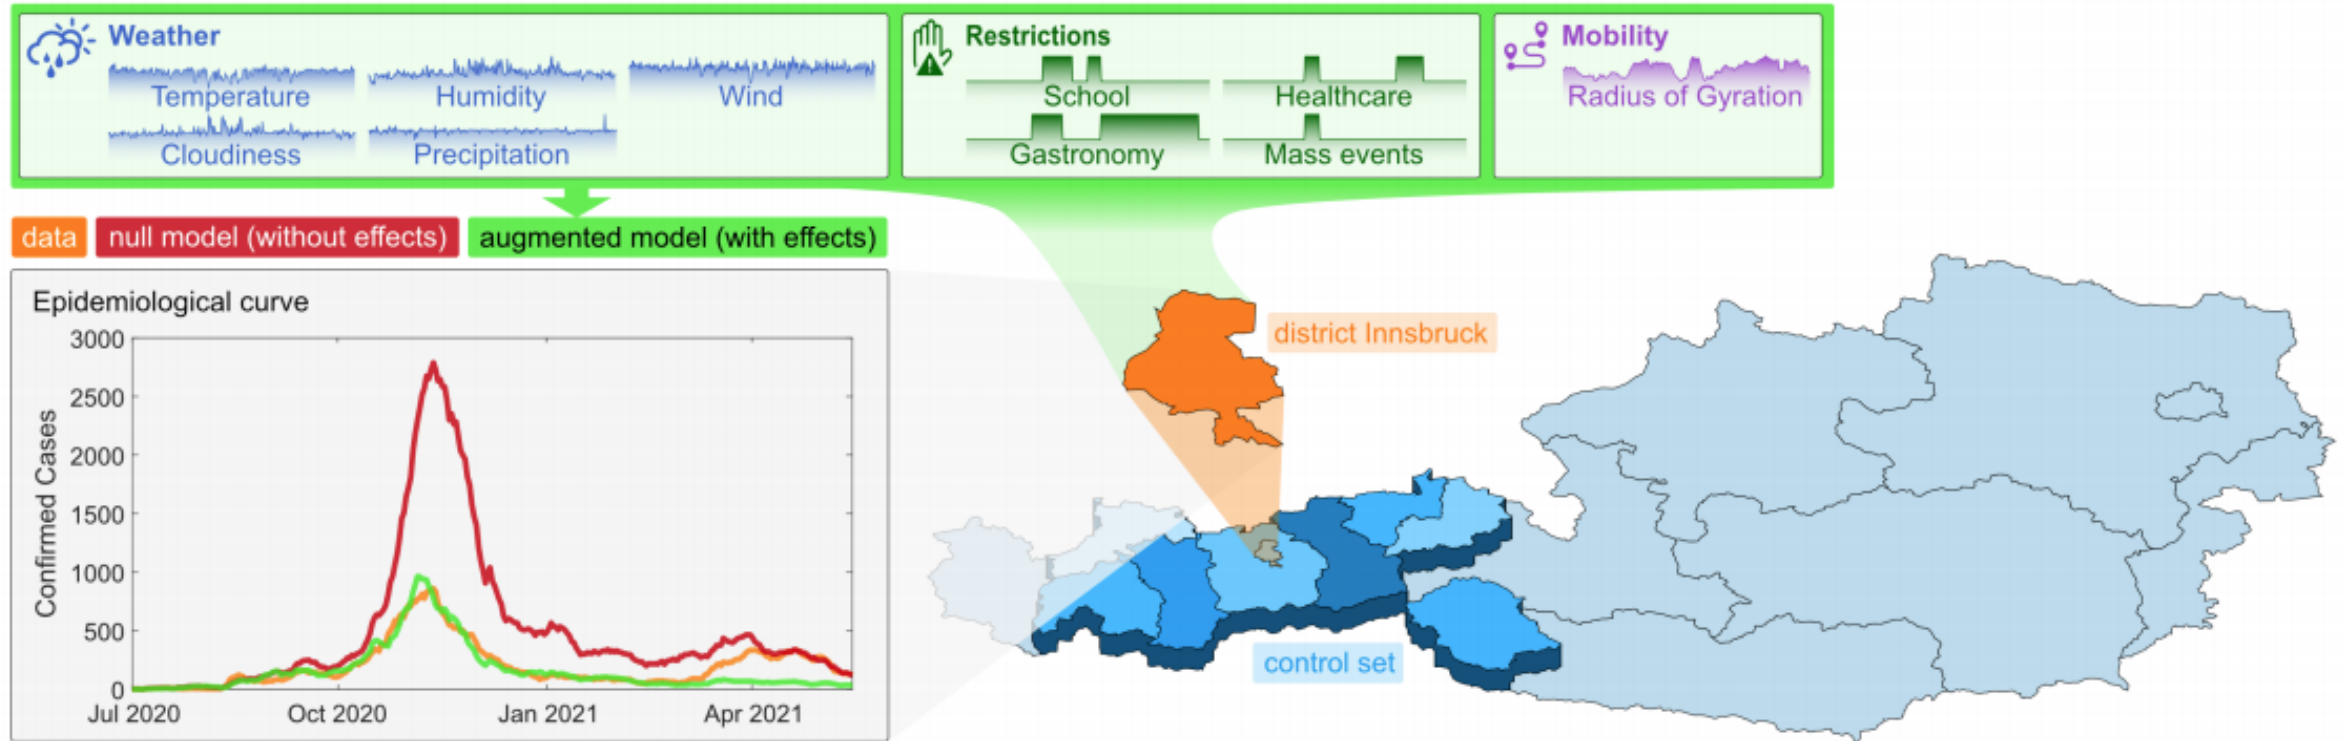 Weather
Temperature
Humidity
Wind
Cloudiness
Precipitation
Restrictions
School
Healthcare
Gastronomy
Mass events
Mobility
Radius of Gyration
data
null model (without effects)
augmented model (with effects)
Epidemiological curve
Confirmed Cases
3000
2500
2000
1500
1000
500
0
Jul 2020
Oct 2020
Jan 2021
Apr 2021
district Innsbruck
control set